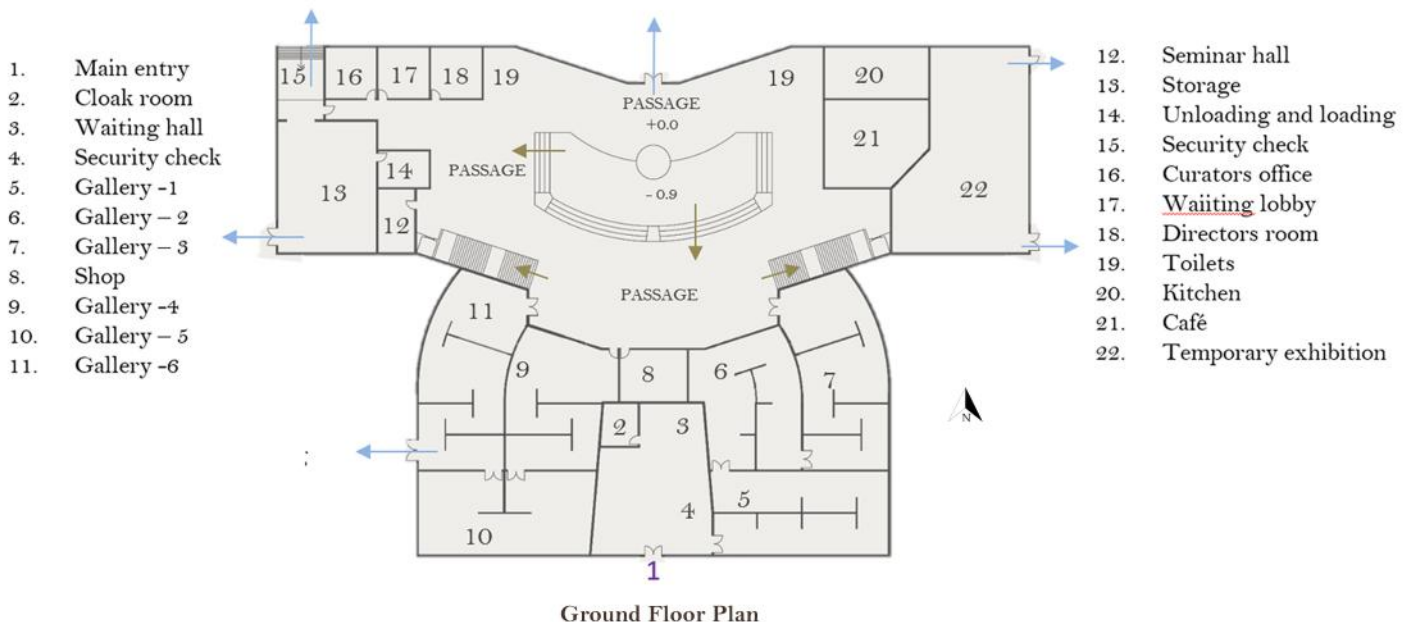 1. Main entry
2. Cloak room
3. Waiting hall
4. Security check
5. Gallery -1
6. Gallery – 2
7. Gallery – 3
8. Shop
9. Gallery -4
10. Gallery – 5
11. Gallery -6
15
16
17
18
19
19
20
PASSAGE
+0.0
21
14
PASSAGE
13
22
- 0.9
12
PASSAGE
11
9
8
6
7
2
3
5
4
10
1
N
;
12. Seminar hall
13. Storage
14. Unloading and loading
15. Security check
16. Curators office
17. Waiiting lobby
18. Directors room
19. Toilets
20. Kitchen
21. Café
22. Temporary exhibition
Ground Floor Plan